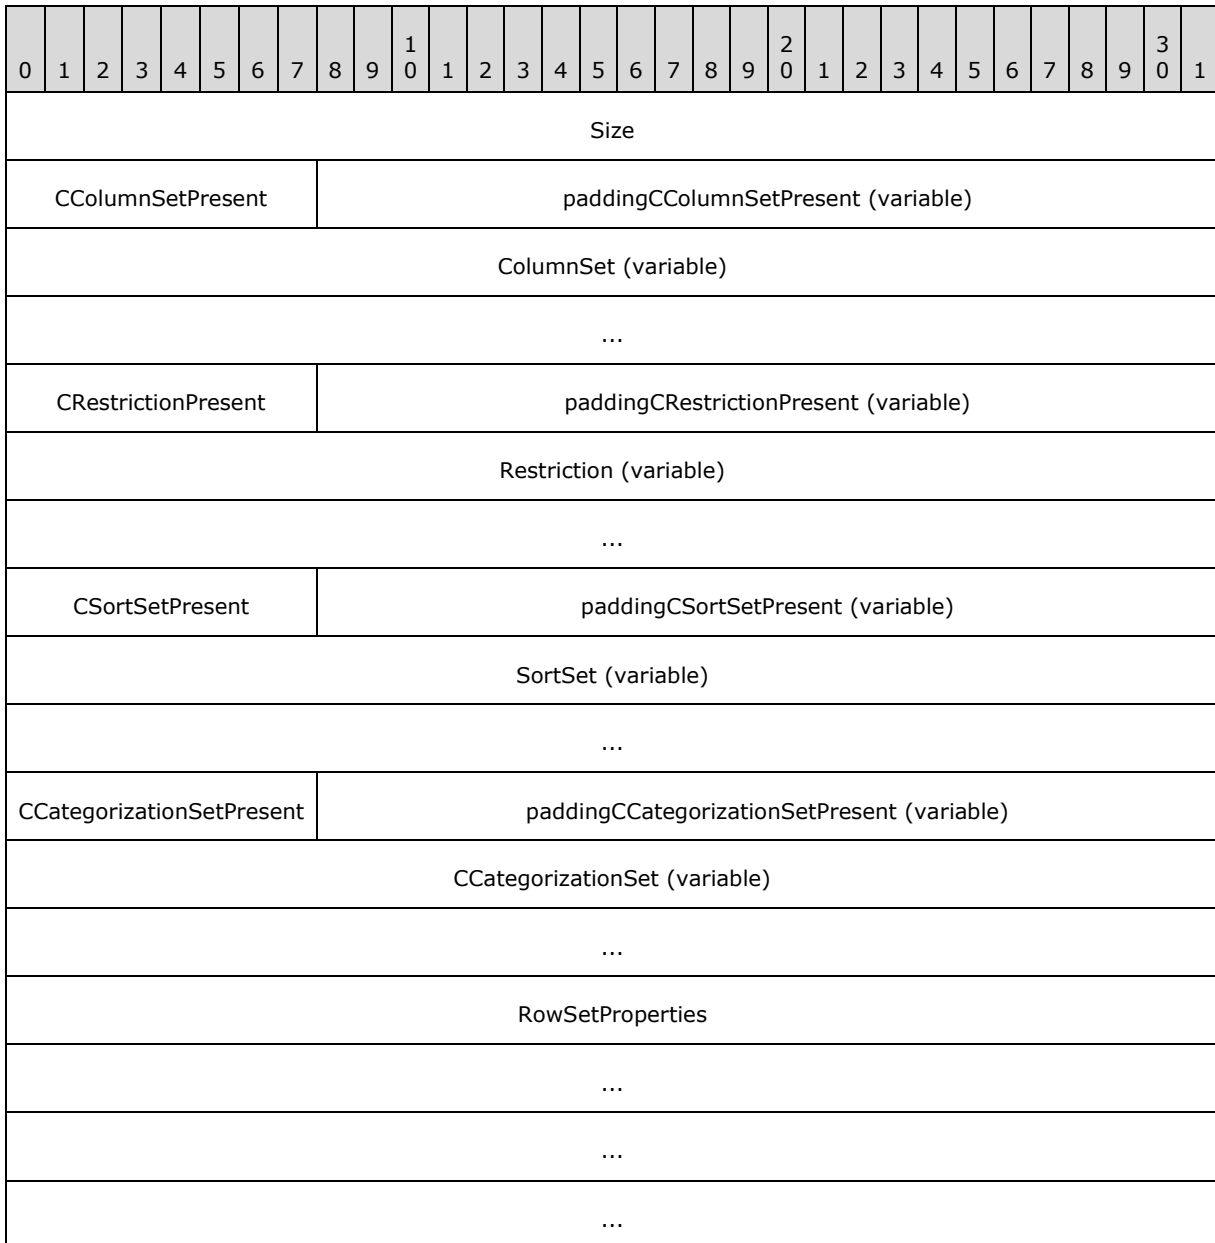 0 1 2 3 4 5 6 7 8 9 1 0 1 2 3 4 5 6 7 8 9 2 0 1 2 3 4 5 6 7 8 9 3 0 1
Size
CColumnSetPresent paddingCColumnSetPresent (variable)
ColumnSet (variable)
...
CRestrictionPresent paddingCRestrictionPresent (variable)
Restriction (variable)
...
CSortSetPresent paddingCSortSetPresent (variable)
SortSet (variable)
...
CCategorizationSetPresent paddingCCategorizationSetPresent (variable)
CCategorizationSet (variable)
...
RowSetProperties
...
...
...